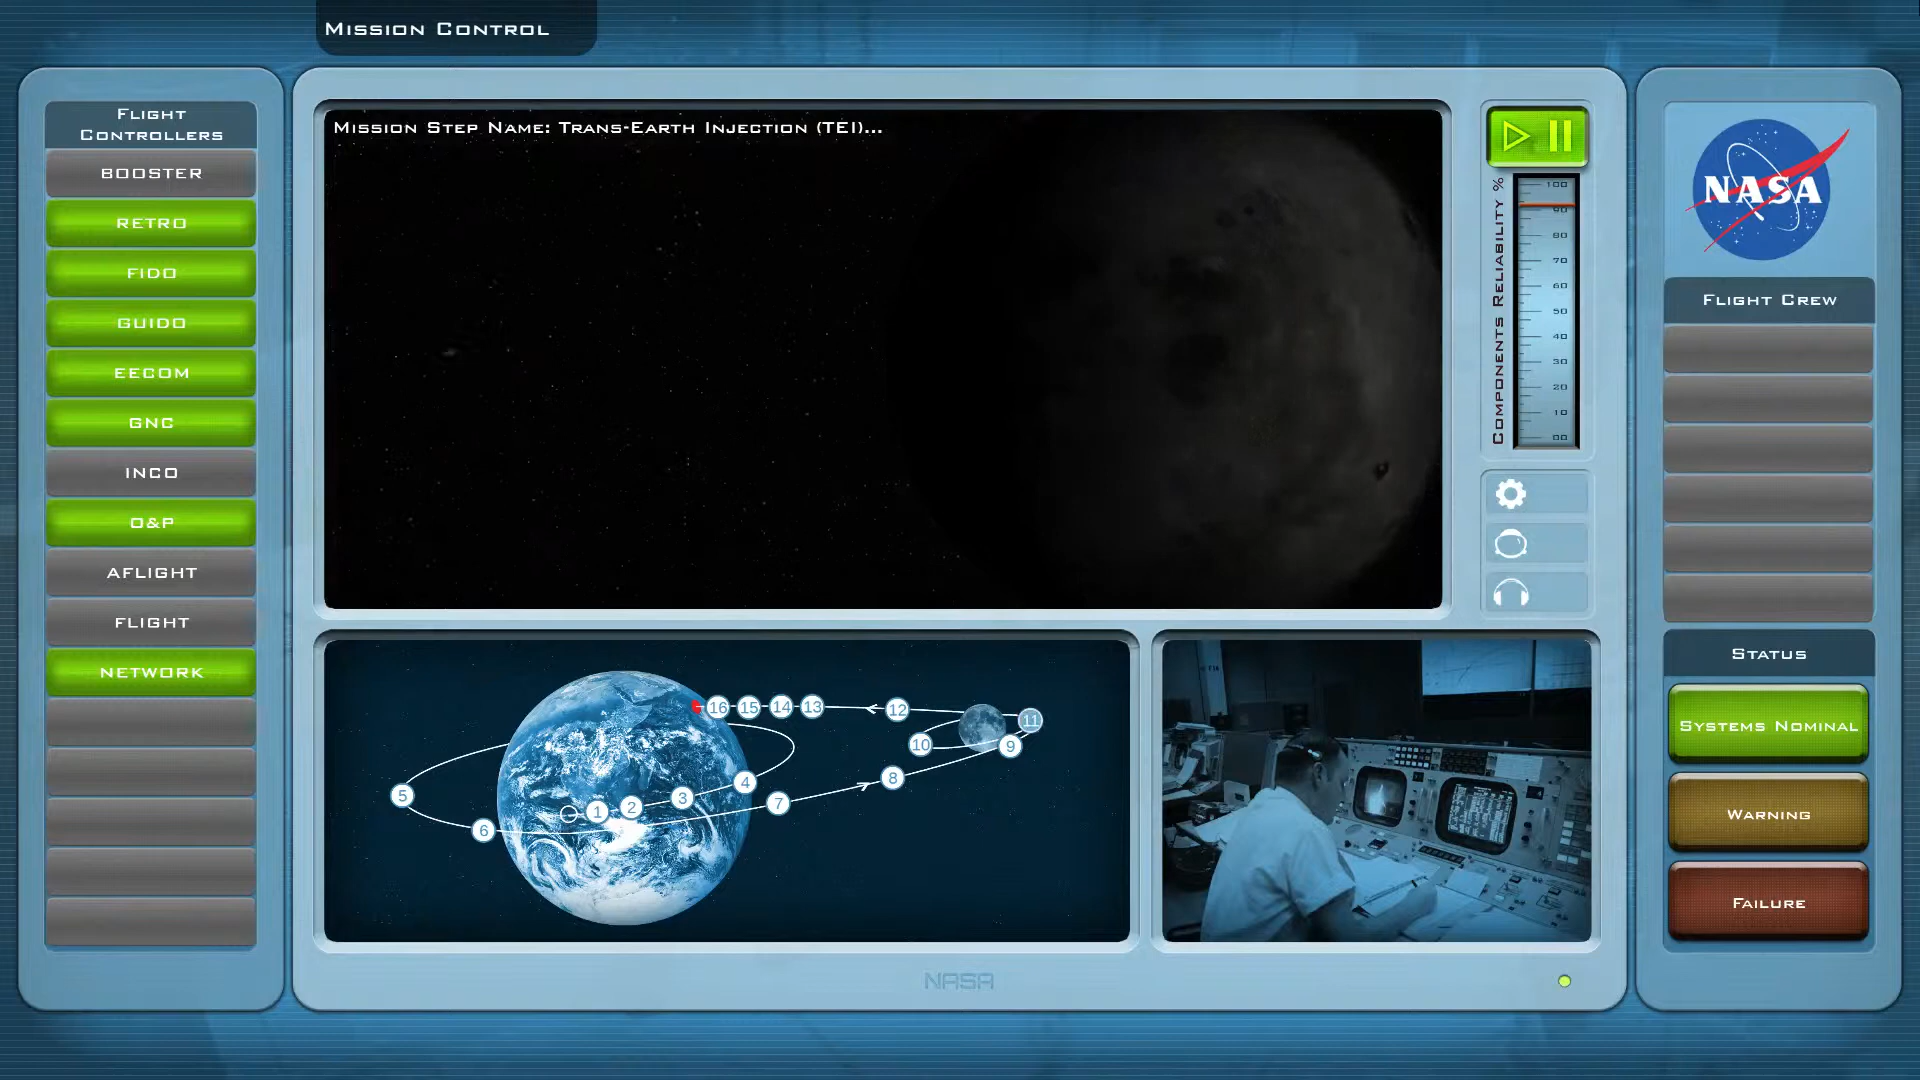 Mission Control
Flight
Controllers
BOOSTER
RETRO
FIDO
GUIDO
EECOM
GNC
INCO
O&P
AFLIGHT
FLIGHT
NETWORK
Mission Step Name: Trans-Earth Injection (TEI)...
Components Reliability %
100
90
80
70
60
50
40
30
20
10
00
NASA
Flight Crew
Status
Systems Nominal
Warning
Failure
16 15 14 13 12 11
10 9
5 4 8
6 1 2 3 7
NASA